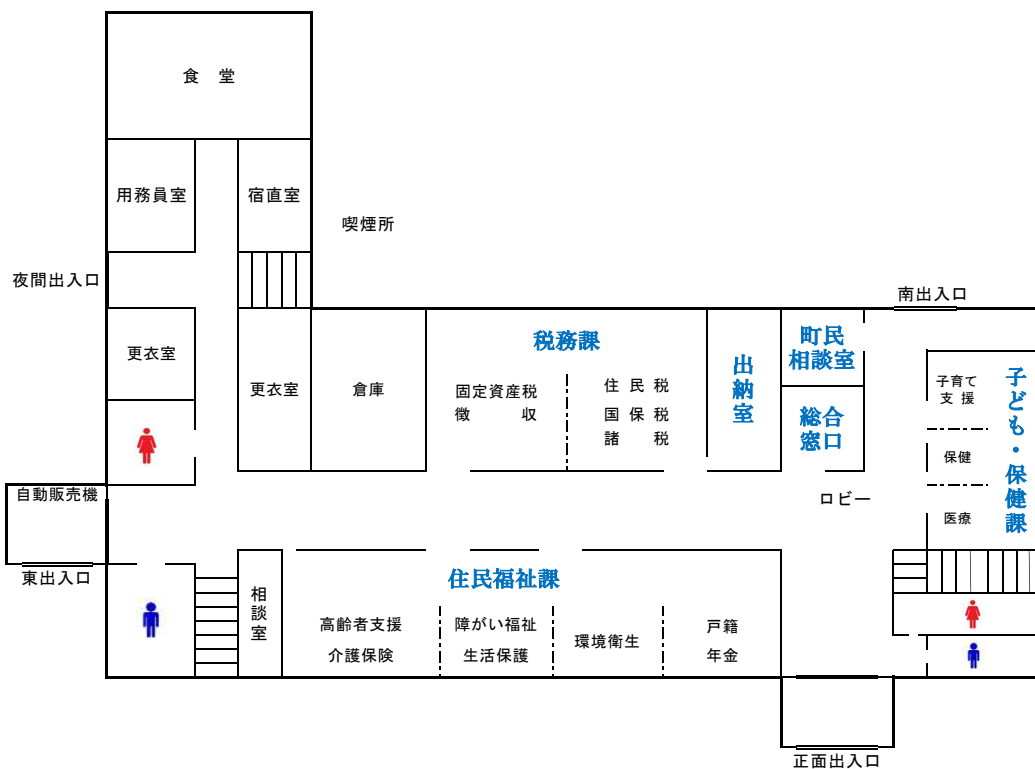 食　堂
用務員室
宿直室
喫煙所
夜間出入口
南出入口
更衣室
更衣室
倉庫
税務課
固定資産税
徴　　　収
住 民 税
国 保 税
諸　　税
出
納
室
町民
相談室
総合
窓口
子育て
支 援
保健
医療
子ども・保健課
ロビー
自動販売機
東出入口
相
談
室
住民福祉課
高齢者支援
介護保険
障がい福祉
生活保護
環境衛生
戸籍
年金
正面出入口